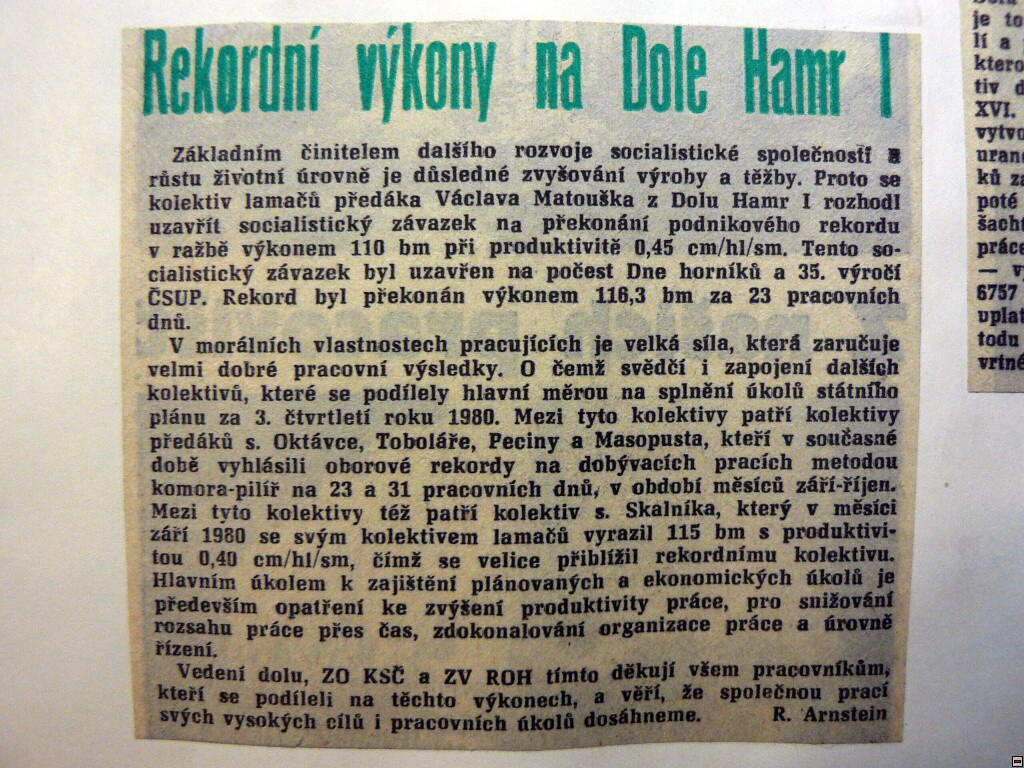 Rekordní výkony na Dole Hamr I
Základním činitelem dalšího rozvoje socialistické společnosti a
růstu životní úrovně je důsledné zvyšování výroby a těžby. Proto se
kolektiv lamačů předáka Václava Matouška z Dolu Hamr I rozhodl
uzavřít socialistický závazek na překonání podnikového rekordu
v ražbě výkonem 110 bm při produktivitě 0,45 cm/hl/sm. Tento so-
cialistický závazek byl uzavřen na počest Dne horníků a 35. výročí
ČSUP. Rekord byl překonán výkonem 116,3 bm za 23 pracovních
dnů.
V morálních vlastnostech pracujících je velká síla, která zaručuje
velmi dobré pracovní výsledky. O čemž svědčí i zapojení dalších
kolektivů, které se podílely hlavní měrou na splnění úkolů státního
plánu za 3. čtvrtletí roku 1980. Mezi tyto kolektivy patří kolektivy
předáků s. Oktávce, Toboláře, Peciny a Masopusta, kteří v současné
době vyhlásili oborové rekordy na dobývacích pracích metodou
komora-pilíř na 23 a 31 pracovních dnů, v období měsíců září-říjen.
Mezi tyto kolektivy též patří kolektiv s. Skalníka, který v měsíci
září 1980 se svým kolektivem lamačů vyrazil 115 bm s produktivi-
tou 0,40 cm/hl/sm, čímž se velice přiblížil rekordnímu kolektivu.
Hlavním úkolem k zajištění plánovaných a ekonomických úkolů je
především opatření ke zvýšení produktivity práce, pro snižování
rozsahu práce přes čas, zdokonalování organizace práce a úrovně
řízení.
Vedení dolu, ZO KSČ a ZV ROH tímto děkují všem pracovníkům,
kteří se podíleli na těchto výkonech, a věří, že společnou prací
svých vysokých cílů i pracovních úkolů dosáhneme. R. Arnstein
je to
lí a
ktero
tiv d
XVI.
vytvo
uran
ků za
poté
šacht
práce
— v
6757
uplat
todu
vrtné